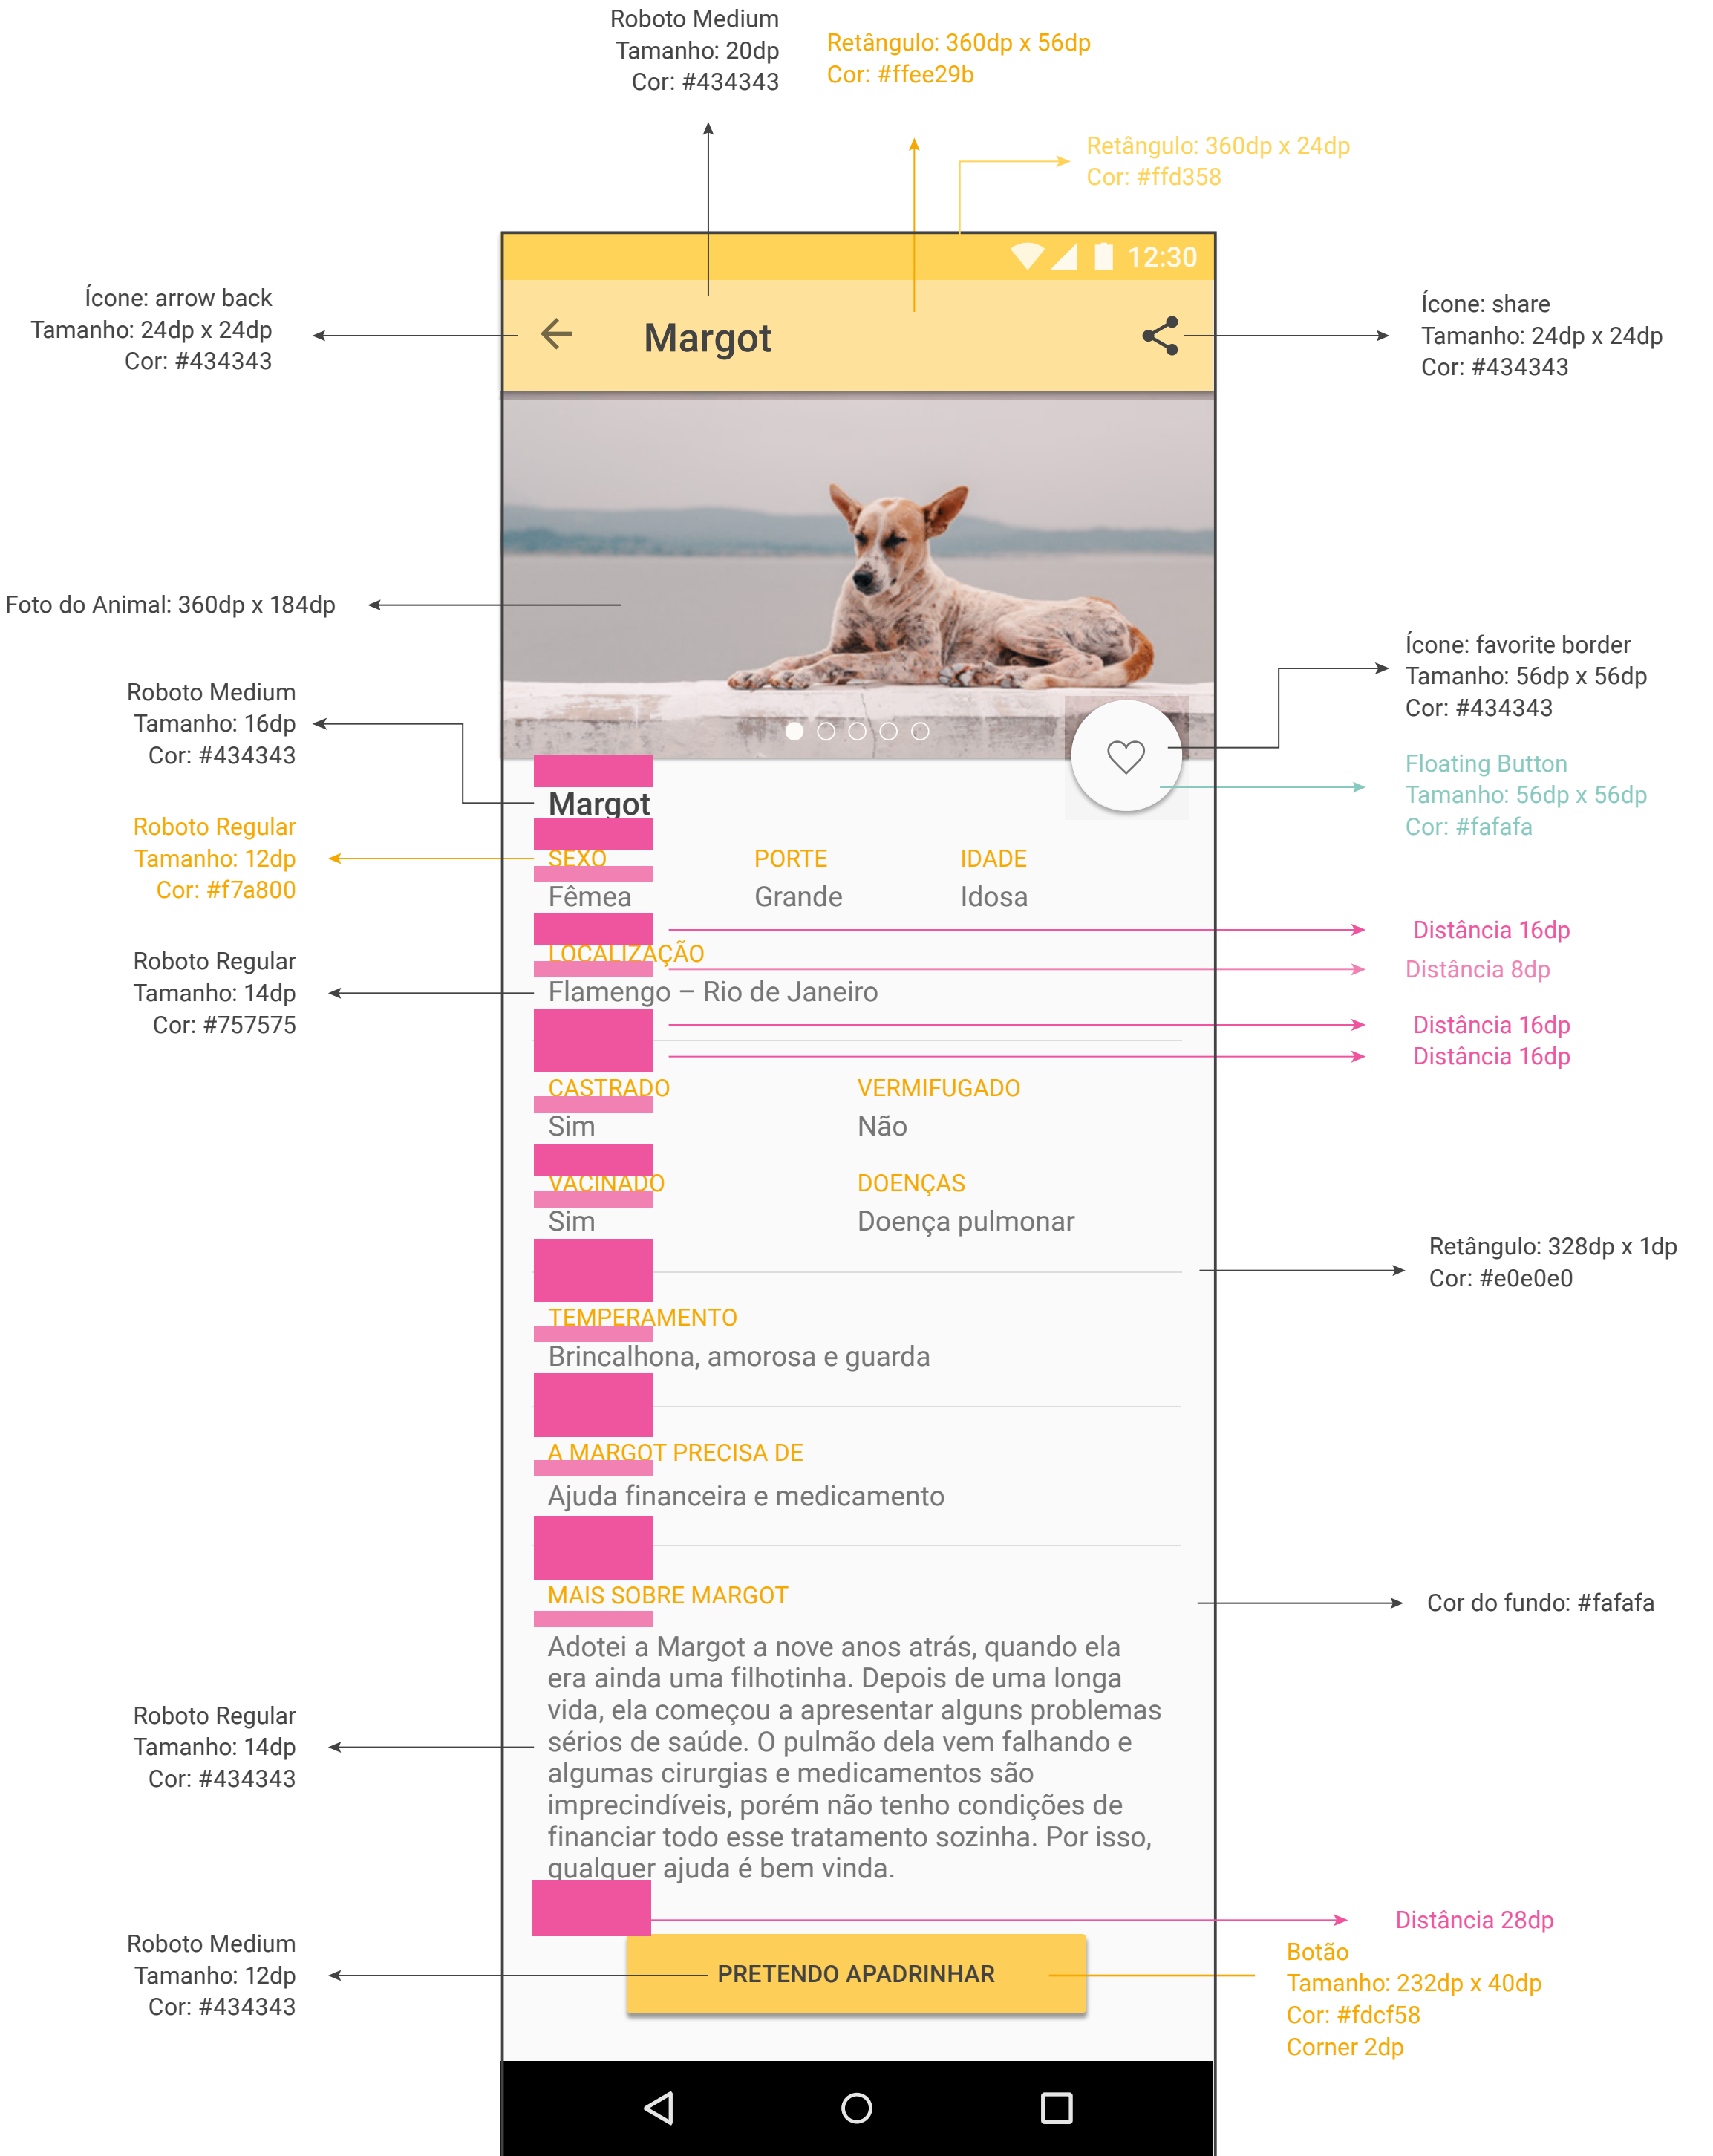 Roboto Medium
Tamanho: 20dp
Cor: #434343
Retângulo: 360dp x 56dp
Cor: #ffee29b
Retângulo: 360dp x 24dp
Cor: #ffd358
12:30
Ícone: arrow back
Tamanho: 24dp x 24dp
Cor: #434343
Margot
Ícone: share
Tamanho: 24dp x 24dp
Cor: #434343
Foto do Animal: 360dp x 184dp
Ícone: favorite border
Tamanho: 56dp x 56dp
Cor: #434343
Roboto Medium
Tamanho: 16dp
Cor: #434343
Floating Button
Tamanho: 56dp x 56dp
Cor: #fafafa
Margot
Roboto Regular
Tamanho: 12dp
Cor: #f7a800
SEXO PORTE IDADE
Fêmea Grande Idosa
Distância 16dp
LOCALIZAÇÃO
Distância 8dp
Roboto Regular
Tamanho: 14dp
Cor: #757575
Flamengo – Rio de Janeiro
Distância 16dp
Distância 16dp
CASTRADO VERMIFUGADO
Sim Não
VACINADO DOENÇAS
Sim Doença pulmonar
Retângulo: 328dp x 1dp
Cor: #e0e0e0
TEMPERAMENTO
Brincalhona, amorosa e guarda
A MARGOT PRECISA DE
Ajuda financeira e medicamento
MAIS SOBRE MARGOT
Cor do fundo: #fafafa
Adotei a Margot a nove anos atrás, quando ela
era ainda uma filhotinha. Depois de uma longa
vida, ela começou a apresentar alguns problemas
sérios de saúde. O pulmão dela vem falhando e
algumas cirurgias e medicamentos são
imprecindíveis, porém não tenho condições de
financiar todo esse tratamento sozinha. Por isso,
qualquer ajuda é bem vinda.
Roboto Regular
Tamanho: 14dp
Cor: #434343
Distância 28dp
Roboto Medium
Tamanho: 12dp
Cor: #434343
PRETENDO APADRINHAR
Botão
Tamanho: 232dp x 40dp
Cor: #fdcf58
Corner 2dp